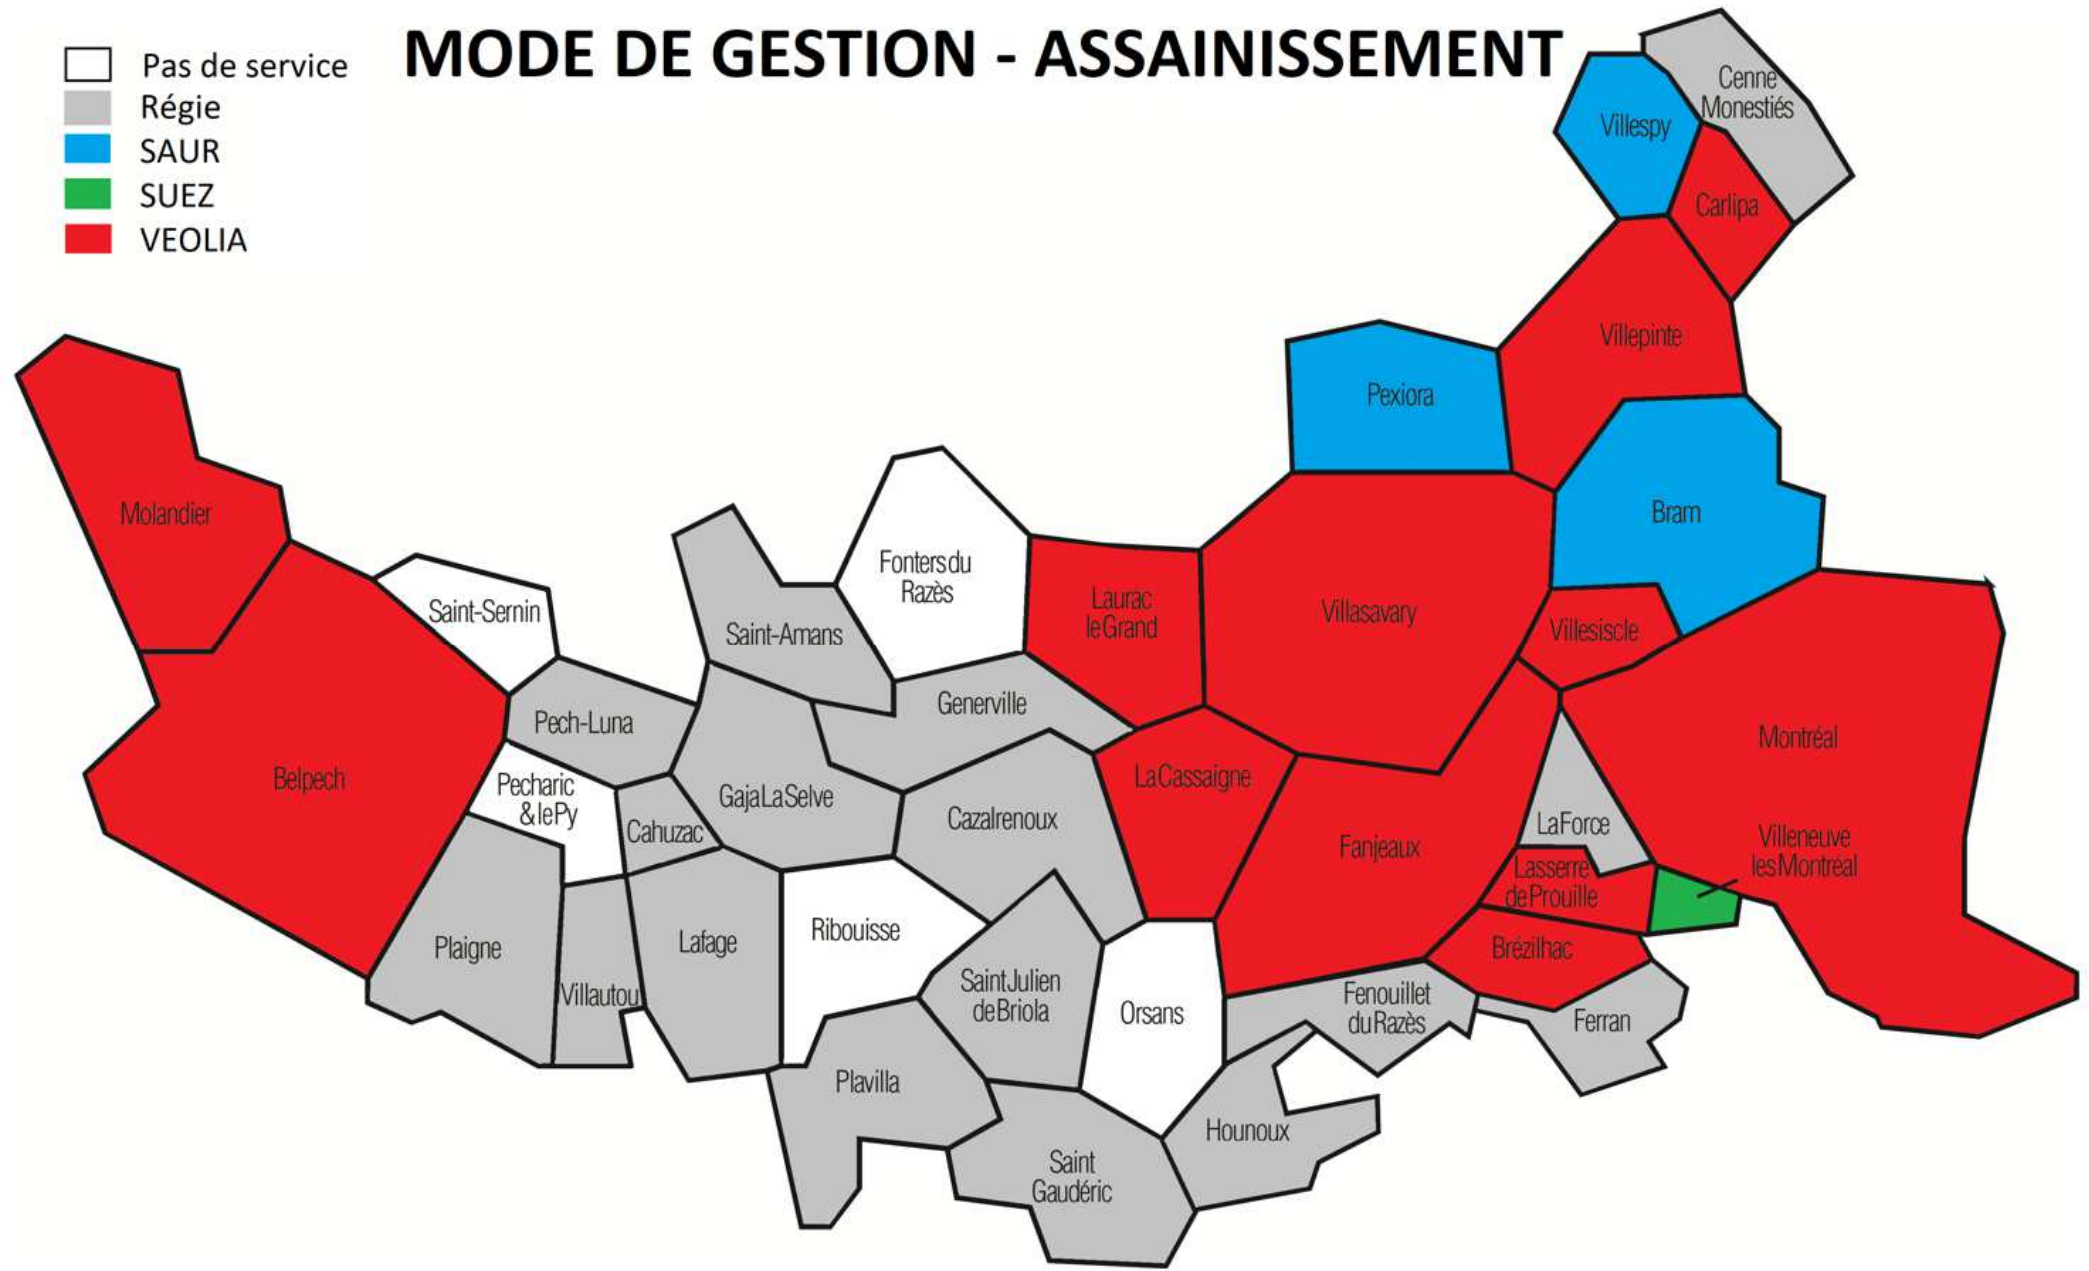 MODE DE GESTION - ASSAINISSEMENT
Pas de service
Régie
SAUR
SUEZ
VEOLIA
Cenne
Monestiés
Villespy
Carlipa
Villepinte
Pexiora
Bram
Molandier
Fonters du
Razès
Laurac
le Grand
Villasavary
Villesiscle
Saint-Sernin
Saint-Amans
Generville
Pech-Luna
Montréal
Belpech
Pecharic
& le Py
Gaja La Selve
La Cassaigne
Cahuzac
Cazalrenoux
Fanjeaux
La Force
Villeneuve
les Montréal
Lasserre
de Prouille
Plaigne
Lafage
Ribouisse
Brézilhac
Villautou
Saint Julien
de Briola
Orsans
Fenouillet
du Razès
Ferran
Plavilla
Hounoux
Saint
Gaudéric